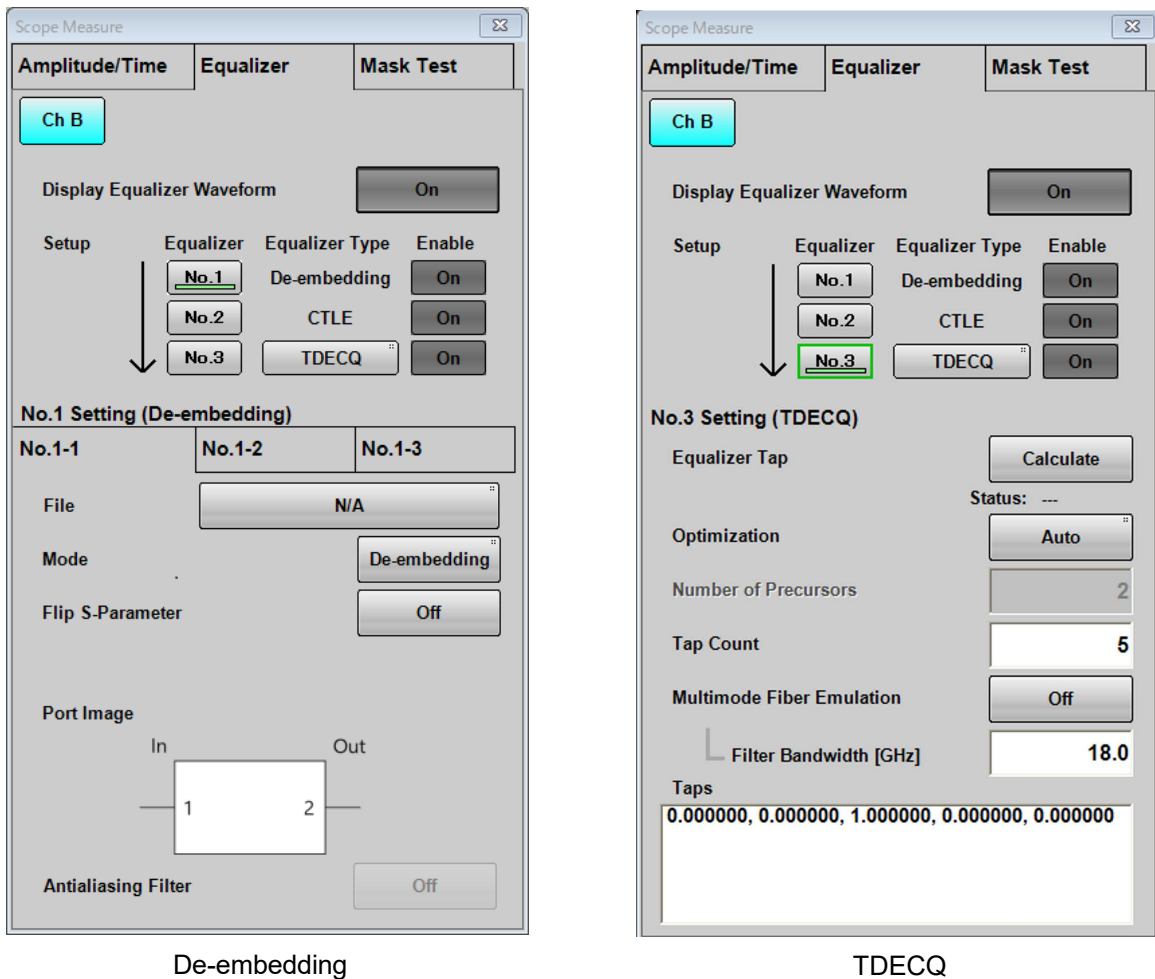 Scope Measure
Amplitude/Time Equalizer Mask Test
Ch B
Display Equalizer Waveform On
Setup Equalizer Equalizer Type Enable
No.1 De-embedding On
No.2 CTLE On
No.3 TDECQ On
No.1 Setting (De-embedding)
No.1-1 No.1-2 No.1-3
File N/A
Mode De-embedding
Flip S-Parameter Off
Port Image
In Out
1 2
Antialiasing Filter Off
De-embedding
Scope Measure
Amplitude/Time Equalizer Mask Test
Ch B
Display Equalizer Waveform On
Setup Equalizer Equalizer Type Enable
No.1 De-embedding On
No.2 CTLE On
No.3 TDECQ On
No.3 Setting (TDECQ)
Equalizer Tap Calculate
Status: ---
Optimization Auto
Number of Precursors 2
Tap Count 5
Multimode Fiber Emulation Off
Filter Bandwidth [GHz] 18.0
Taps
0.000000, 0.000000, 1.000000, 0.000000, 0.000000
TDECQ